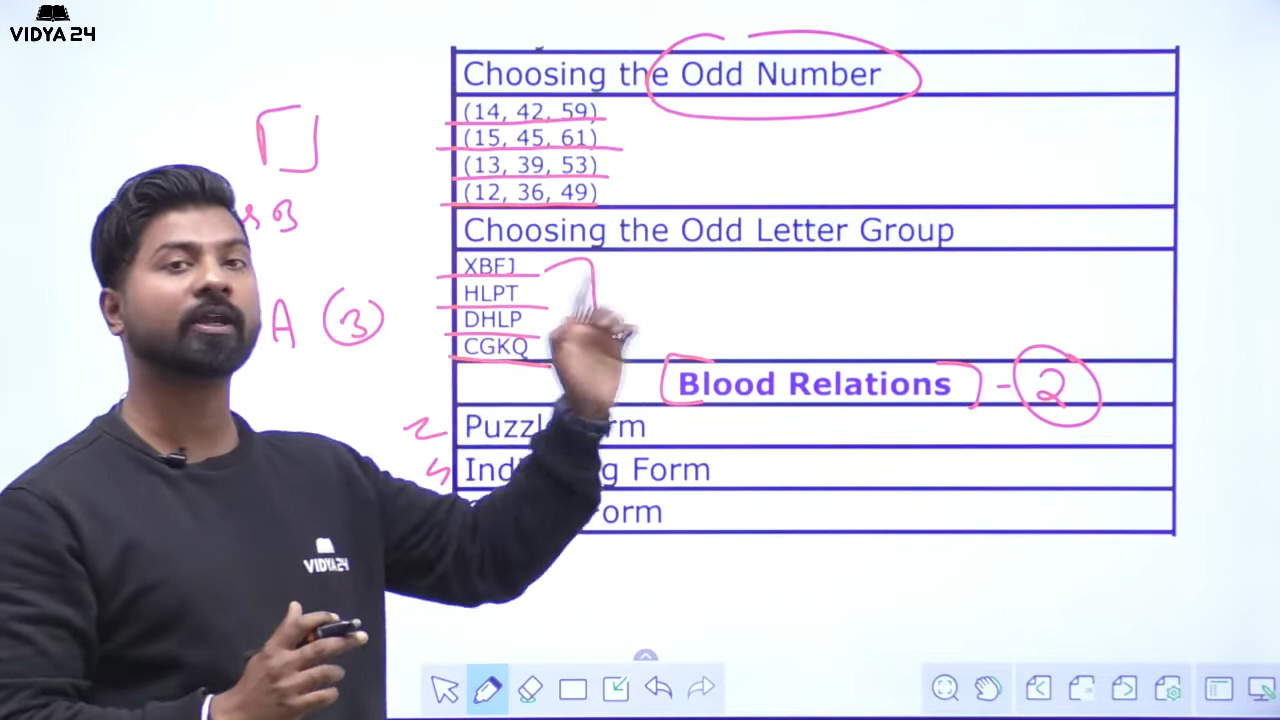 VIDYA 24
Choosing the Odd Number
(14, 42, 59)
(15, 45, 61)
(13, 39, 53)
(12, 36, 49)
Choosing the Odd Letter Group
XBFJ
HLPT
DHLP
CGKQ
A 3
Blood Relations - 2
Form
Form
Form
VIDYA24